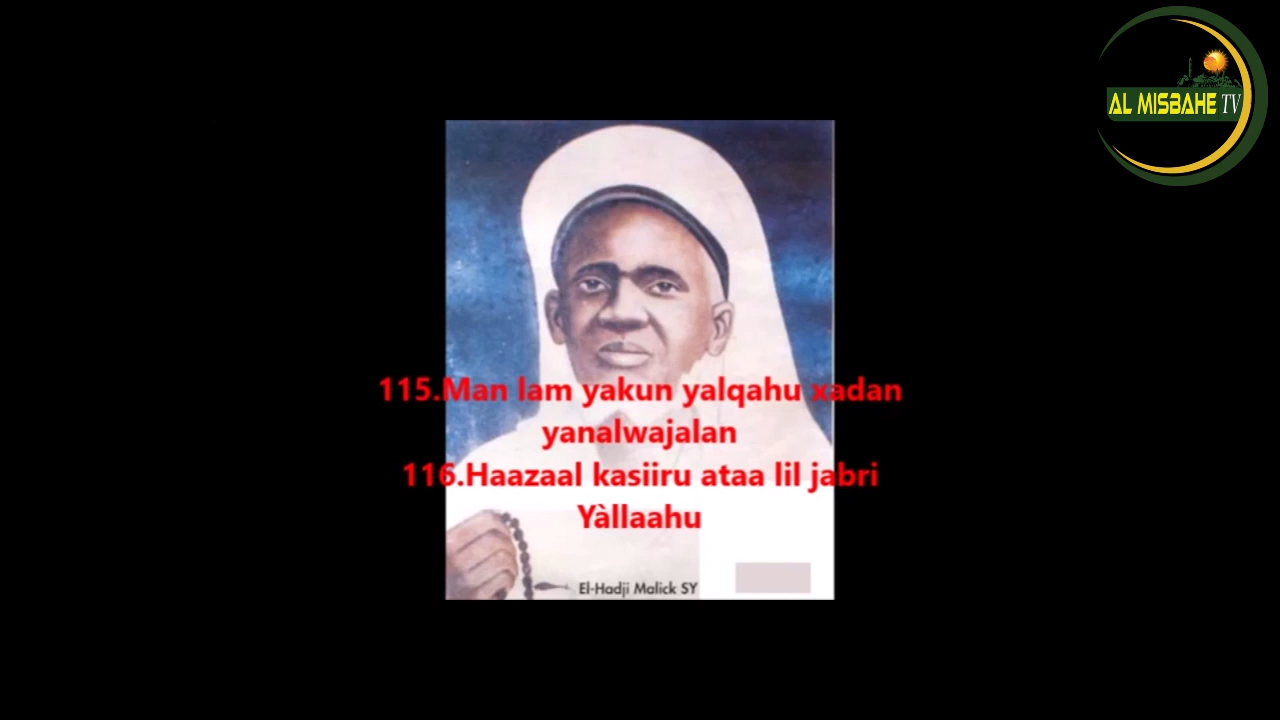 AL MISBAHE TV
115.Man lam yakun yalqahu xadan
yanalwajalan
116.Haazaal kasiiru ataa lil jabri
Yàllaahu
El-Hadji Malick SY